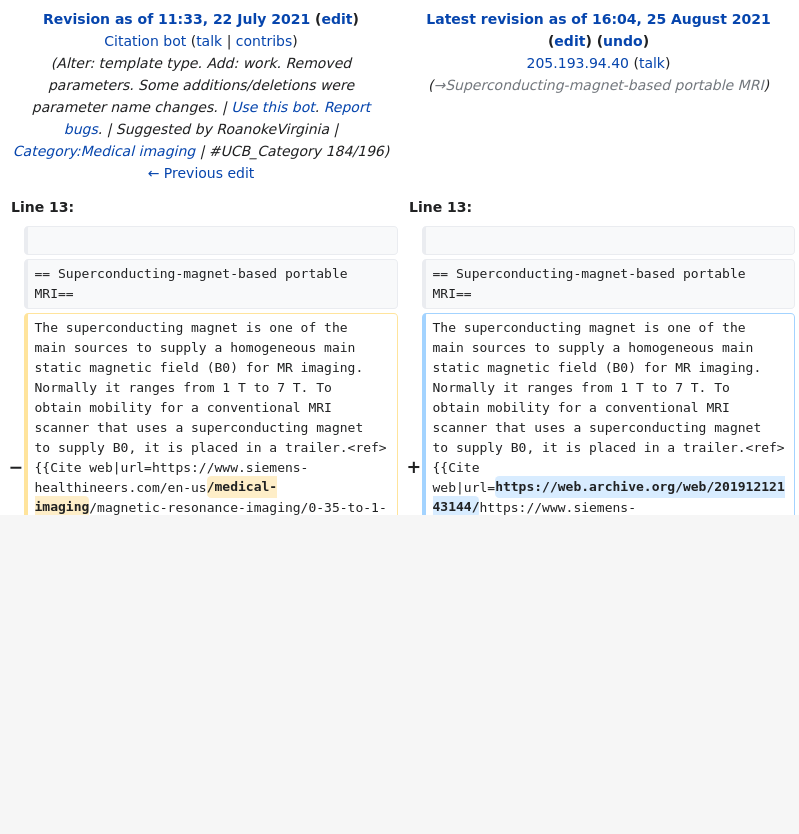 Revision as of 11:33, 22 July 2021 (edit)
Citation bot (talk | contribs)
(Alter: template type. Add: work. Removed
parameters. Some additions/deletions were
parameter name changes. | Use this bot. Report
bugs. | Suggested by RoanokeVirginia |
Category:Medical imaging | #UCB_Category 184/196)
← Previous edit
Latest revision as of 16:04, 25 August 2021
(edit) (undo)
205.193.94.40 (talk)
(→Superconducting-magnet-based portable MRI)
Line 13:
Line 13:
== Superconducting-magnet-based portable
MRI==
== Superconducting-magnet-based portable
MRI==
−
The superconducting magnet is one of the
main sources to supply a homogeneous main
static magnetic field (B0) for MR imaging.
Normally it ranges from 1 T to 7 T. To
obtain mobility for a conventional MRI
scanner that uses a superconducting magnet
to supply B0, it is placed in a trailer.<ref>
{{Cite web|url=https://www.siemens-
healthineers.com/en-us/medical-
imaging/magnetic-resonance-imaging/0-35-to-1-
+
The superconducting magnet is one of the
main sources to supply a homogeneous main
static magnetic field (B0) for MR imaging.
Normally it ranges from 1 T to 7 T. To
obtain mobility for a conventional MRI
scanner that uses a superconducting magnet
to supply B0, it is placed in a trailer.<ref>
{{Cite
web|url=https://web.archive.org/web/201912121
43144/https://www.siemens-